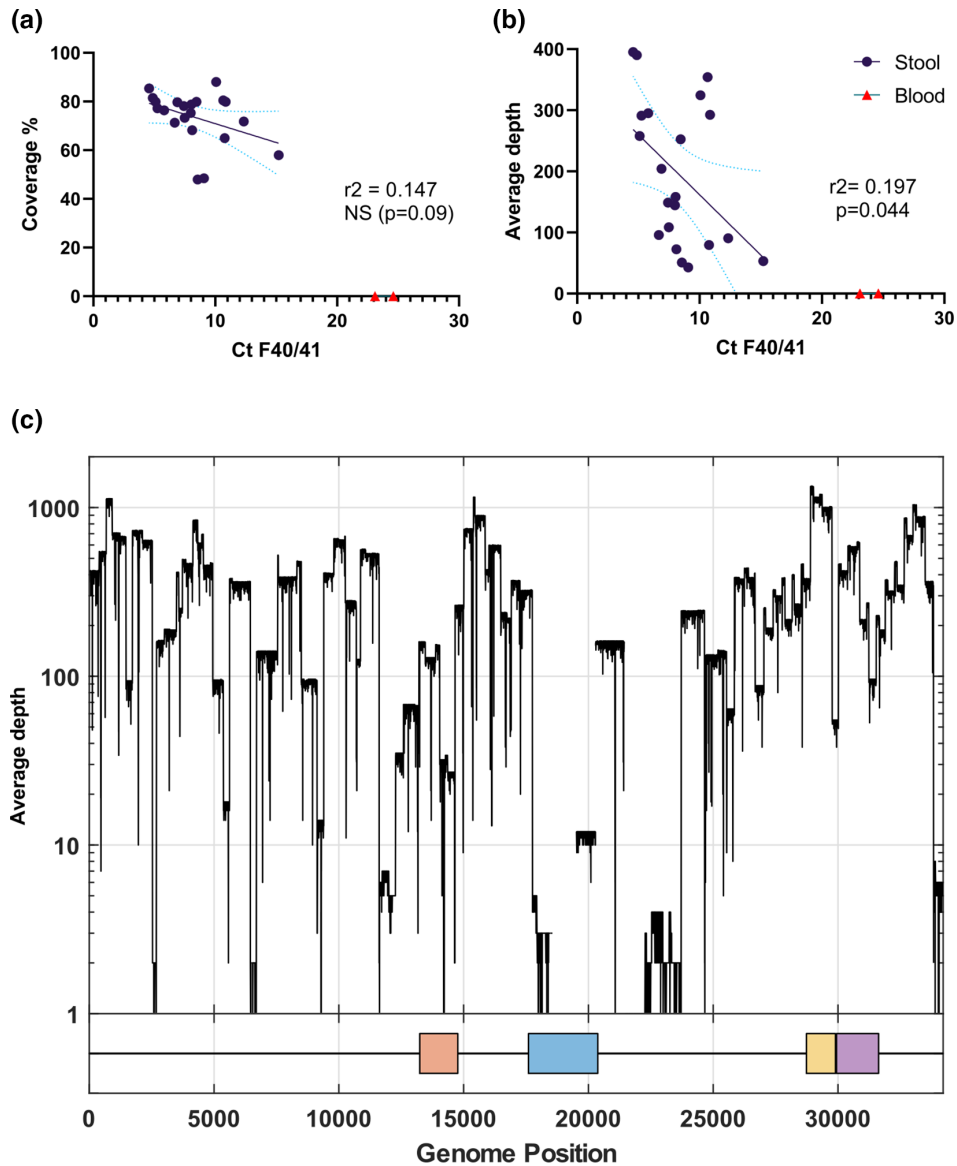 (a)
100
80
60
40
20
0
Coverage %
r2 = 0.147
NS (p=0.09)
0 10 20 30
Ct F40/41
(b)
400
300
200
100
0
Average depth
Stool
Blood
r2= 0.197
p=0.044
0 10 20 30
Ct F40/41
(c)
1000
100
10
1
Average depth
0 5000 10000 15000 20000 25000 30000
Genome Position